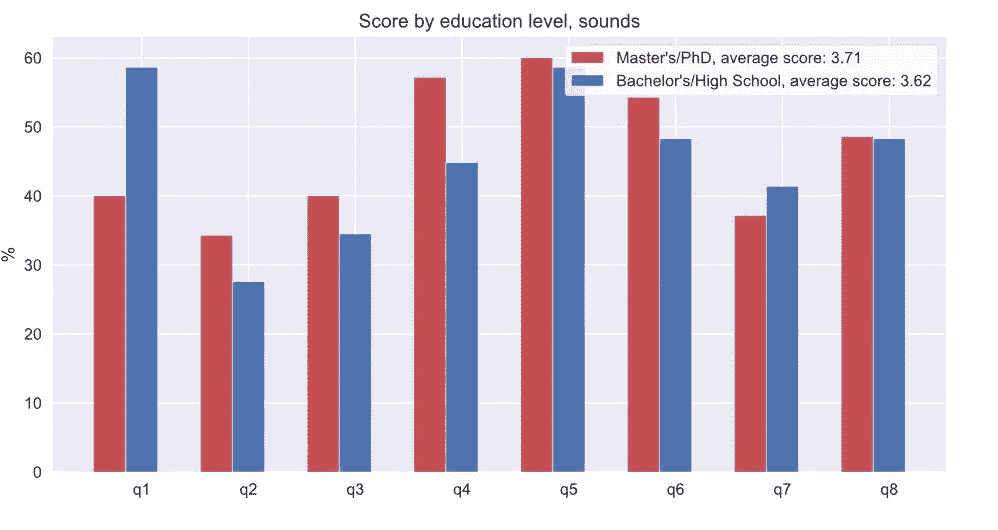 Score by education level, sounds
Master's/PhD, average score: 3.71
Bachelor's/High School, average score: 3.62
60
50
40
30
20
10
0
%
q1 q2 q3 q4 q5 q6 q7 q8